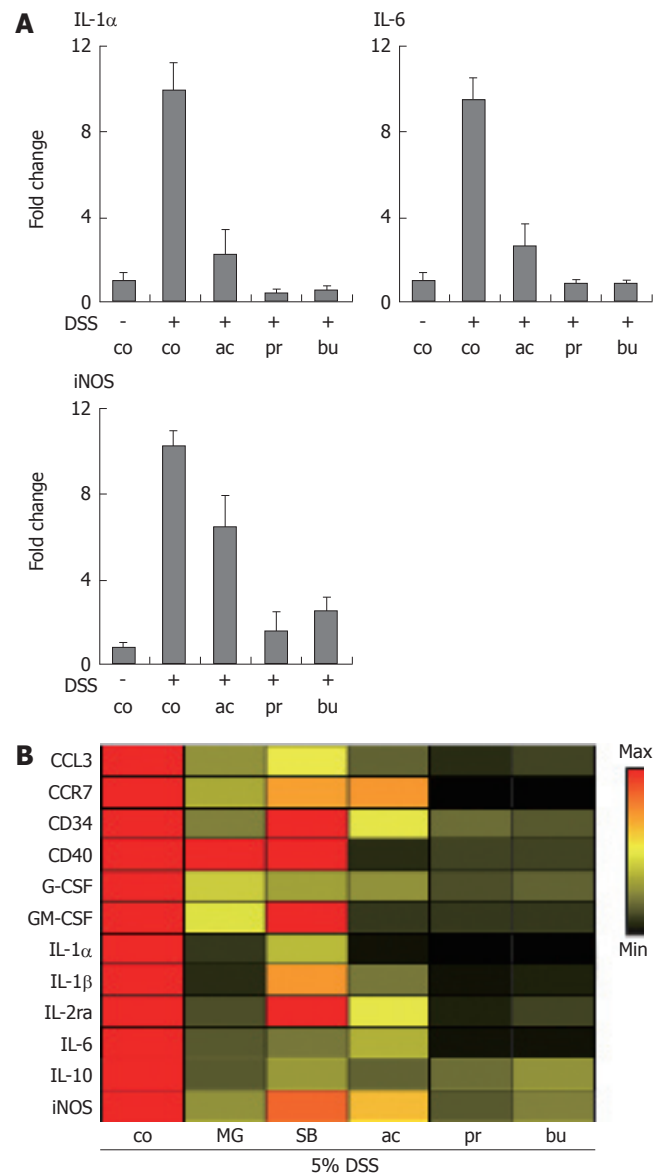 A
IL-1α
12
8
4
0
Fold change
DSS - + + + +
co co ac pr bu
IL-6
12
8
4
0
- + + + +
co co ac pr bu
iNOS
12
8
4
0
Fold change
DSS - + + + +
co co ac pr bu
B
CCL3
CCR7
CD34
CD40
G-CSF
GM-CSF
IL-1α
IL-1β
IL-2ra
IL-6
IL-10
iNOS
co MG SB ac pr bu
5% DSS
Max
Min